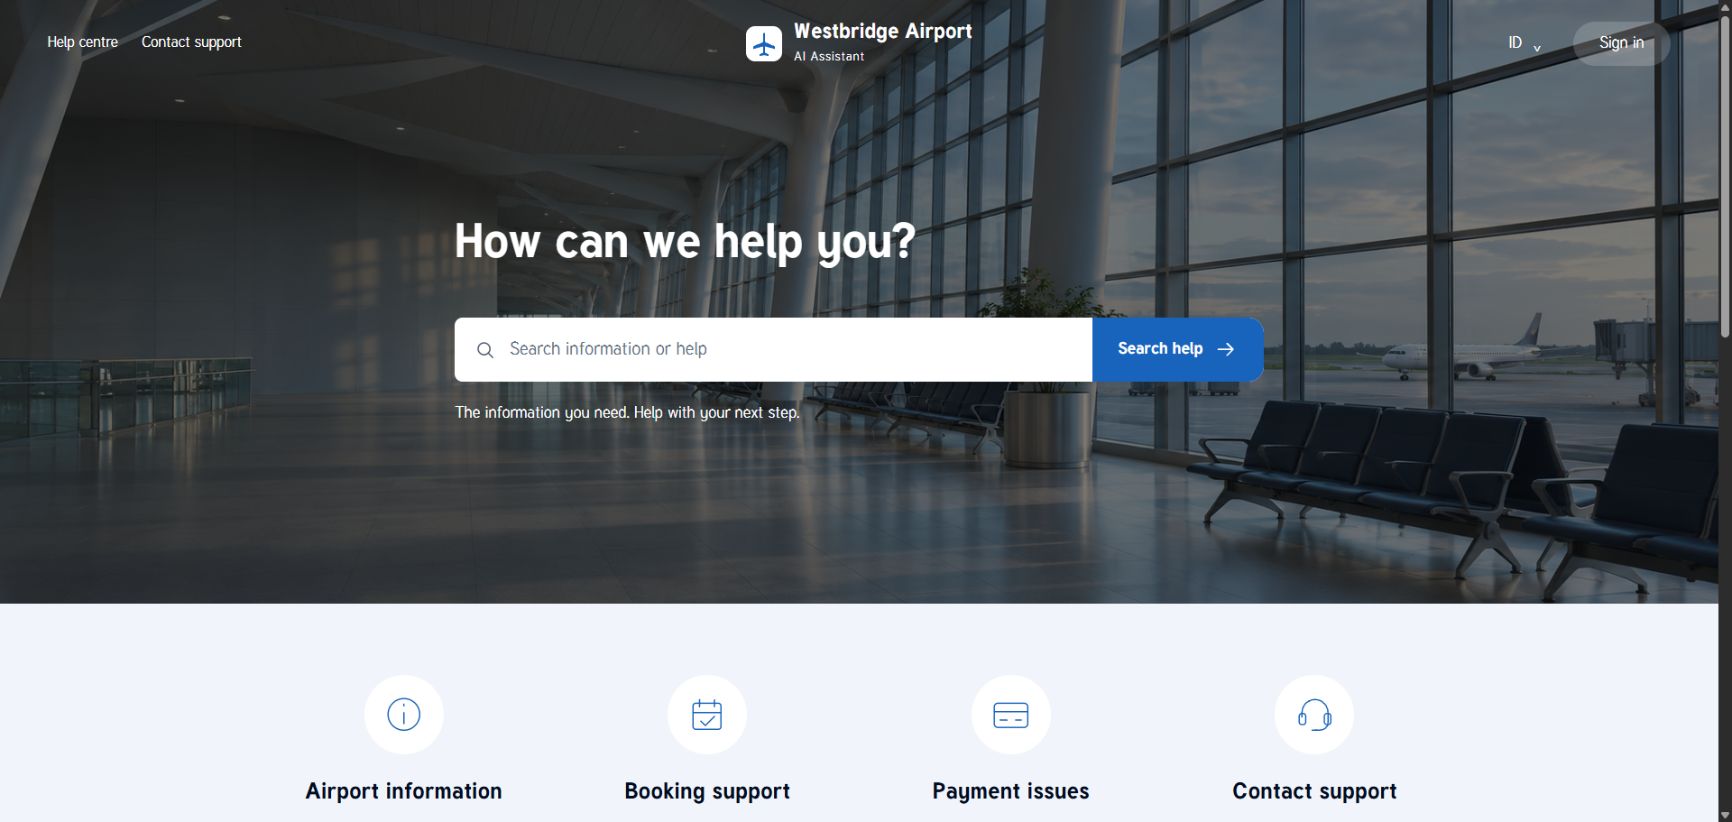 Help centre
Contact support
Westbridge Airport
AI Assistant
ID
Sign in
How can we help you?
Search information or help
Search help
The information you need. Help with your next step.
Airport information
Booking support
Payment issues
Contact support